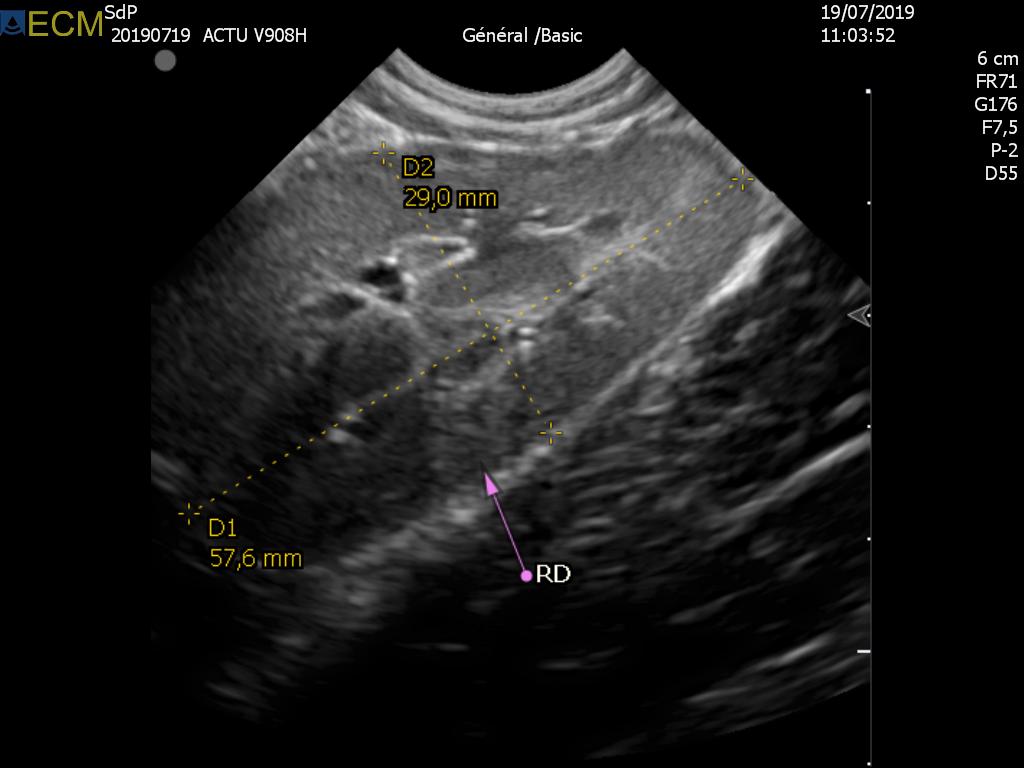 ECM
SdP
20190719 ACTU V908H
Général /Basic
19/07/2019
11:03:52
6 cm
FR71
G176
F7,5
P-2
D55
D2
29,0 mm
D1
57,6 mm
RD